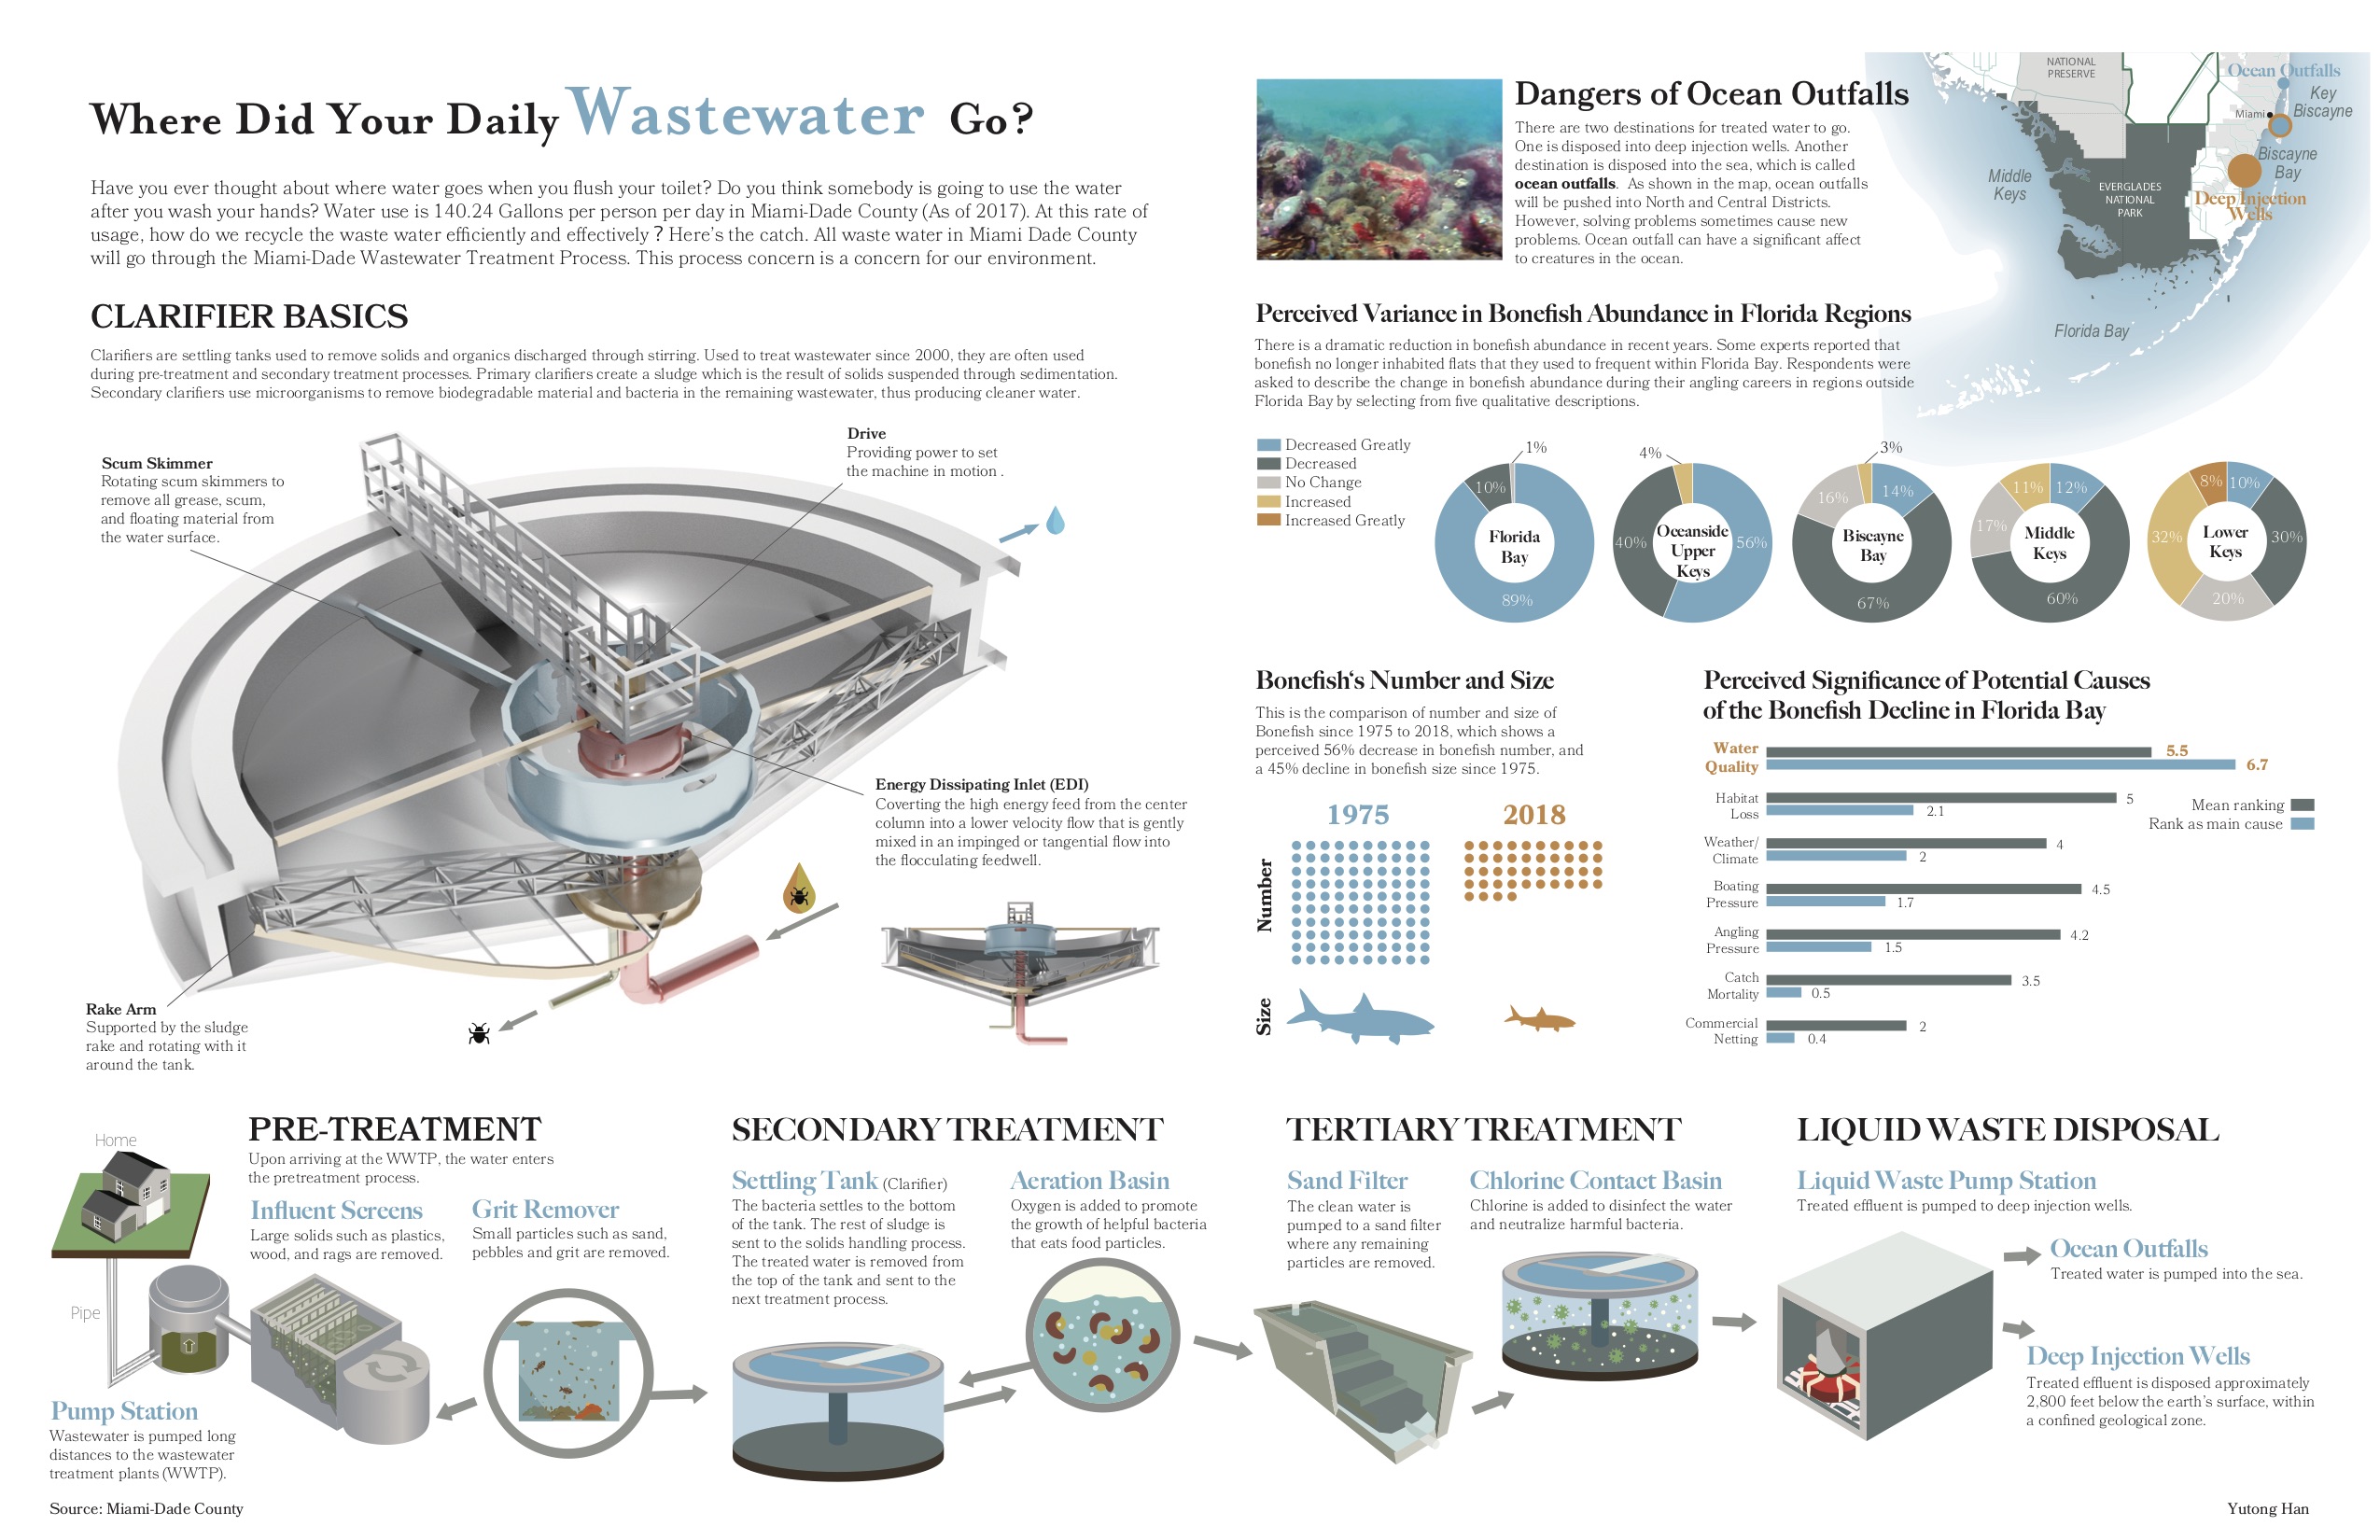 Where Did Your Daily Wastewater Go?
Have you ever thought about where water goes when you flush your toilet? Do you think somebody is going to use the water
after you wash your hands? Water use is 140.24 Gallons per person per day in Miami-Dade County (As of 2017). At this rate of
usage, how do we recycle the waste water efficiently and effectively ? Here's the catch. All waste water in Miami Dade County
will go through the Miami-Dade Wastewater Treatment Process. This process concern is a concern for our environment.
CLARIFIER BASICS
Clarifiers are settling tanks used to remove solids and organics discharged through stirring. Used to treat wastewater since 2000, they are often used
during pre-treatment and secondary treatment processes. Primary clarifiers create a sludge which is the result of solids suspended through sedimentation.
Secondary clarifiers use microorganisms to remove biodegradable material and bacteria in the remaining wastewater, thus producing cleaner water.
Scum Skimmer
Rotating scum skimmers to
remove all grease, scum,
and floating material from
the water surface.
Drive
Providing power to set
the machine in motion .
Energy Dissipating Inlet (EDI)
Coverting the high energy feed from the center
column into a lower velocity flow that is gently
mixed in an impinged or tangential flow into
the flocculating feedwell.
Rake Arm
Supported by the sludge
rake and rotating with it
around the tank.
Dangers of Ocean Outfalls
There are two destinations for treated water to go.
One is disposed into deep injection wells. Another
destination is disposed into the sea, which is called
ocean outfalls. As shown in the map, ocean outfalls
will be pushed into North and Central Districts.
However, solving problems sometimes cause new
problems. Ocean outfall can have a significant affect
to creatures in the ocean.
NATIONAL
PRESERVE
Ocean Outfalls
Key
Biscayne
Miami
Biscayne
Bay
Middle
Keys
EVERGLADES
NATIONAL
PARK
Deep Injection
Wells
Florida Bay
Perceived Variance in Bonefish Abundance in Florida Regions
There is a dramatic reduction in bonefish abundance in recent years. Some experts reported that
bonefish no longer inhabited flats that they used to frequent within Florida Bay. Respondents were
asked to describe the change in bonefish abundance during their angling careers in regions outside
Florida Bay by selecting from five qualitative descriptions.
Decreased Greatly
Decreased
No Change
Increased
Increased Greatly
1%
10%
Florida
Bay
89%
4%
40%
Oceanside
Upper
Keys
56%
3%
16%
14%
Biscayne
Bay
67%
11%
12%
17%
Middle
Keys
60%
8%
10%
32%
Lower
Keys
30%
20%
Bonefish‘s Number and Size
This is the comparison of number and size of
Bonefish since 1975 to 2018, which shows a
perceived 56% decrease in bonefish number, and
a 45% decline in bonefish size since 1975.
1975
2018
Number
Size
Perceived Significance of Potential Causes
of the Bonefish Decline in Florida Bay
Water
Quality
5.5
6.7
Habitat
Loss
5
2.1
Mean ranking
Rank as main cause
Weather/
Climate
4
2
Boating
Pressure
4.5
1.7
Angling
Pressure
4.2
1.5
Catch
Mortality
3.5
0.5
Commercial
Netting
2
0.4
Home
Pipe
Pump Station
Wastewater is pumped long
distances to the wastewater
treatment plants (WWTP).
PRE-TREATMENT
Upon arriving at the WWTP, the water enters
the pretreatment process.
Influent Screens
Large solids such as plastics,
wood, and rags are removed.
Grit Remover
Small particles such as sand,
pebbles and grit are removed.
SECONDARY TREATMENT
Settling Tank (Clarifier)
The bacteria settles to the bottom
of the tank. The rest of sludge is
sent to the solids handling process.
The treated water is removed from
the top of the tank and sent to the
next treatment process.
Aeration Basin
Oxygen is added to promote
the growth of helpful bacteria
that eats food particles.
TERTIARY TREATMENT
Sand Filter
The clean water is
pumped to a sand filter
where any remaining
particles are removed.
Chlorine Contact Basin
Chlorine is added to disinfect the water
and neutralize harmful bacteria.
LIQUID WASTE DISPOSAL
Liquid Waste Pump Station
Treated effluent is pumped to deep injection wells.
Ocean Outfalls
Treated water is pumped into the sea.
Deep Injection Wells
Treated effluent is disposed approximately
2,800 feet below the earth's surface, within
a confined geological zone.
Source: Miami-Dade County
Yutong Han